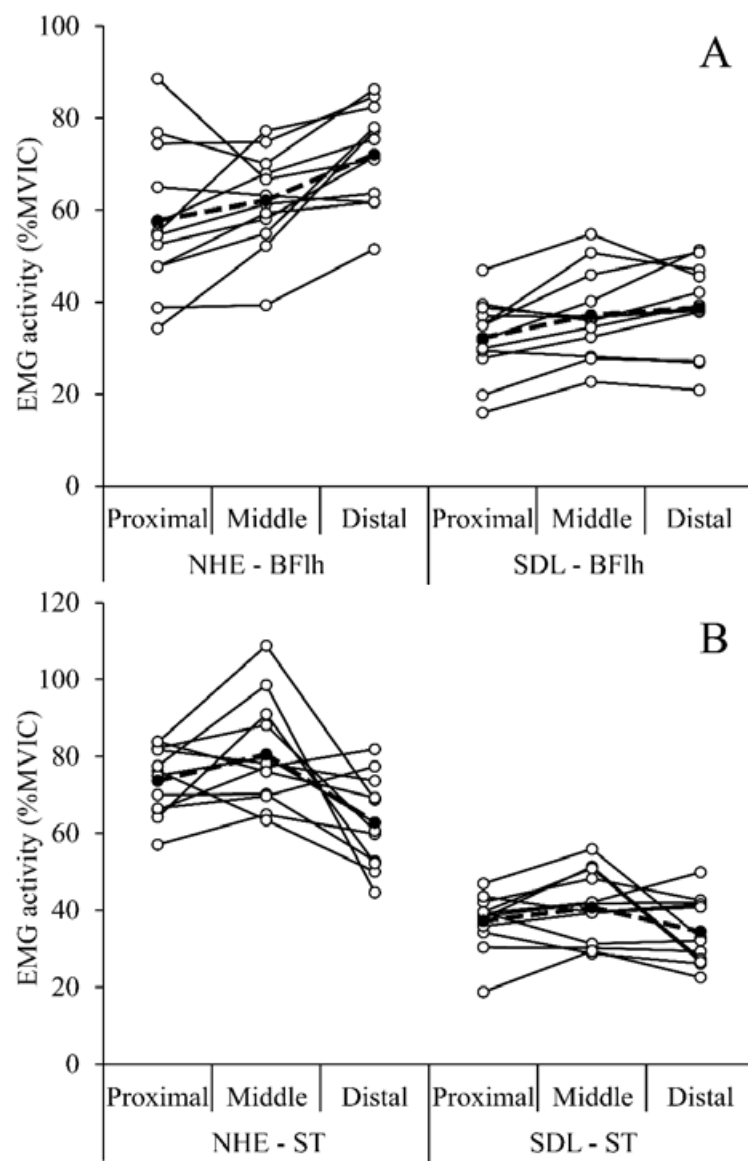 A
EMG activity (%MVIC)
100
80
60
40
20
0
Proximal Middle Distal Proximal Middle Distal
NHE - BFlh SDL - BFlh
B
EMG activity (%MVIC)
120
100
80
60
40
20
0
Proximal Middle Distal Proximal Middle Distal
NHE - ST SDL - ST